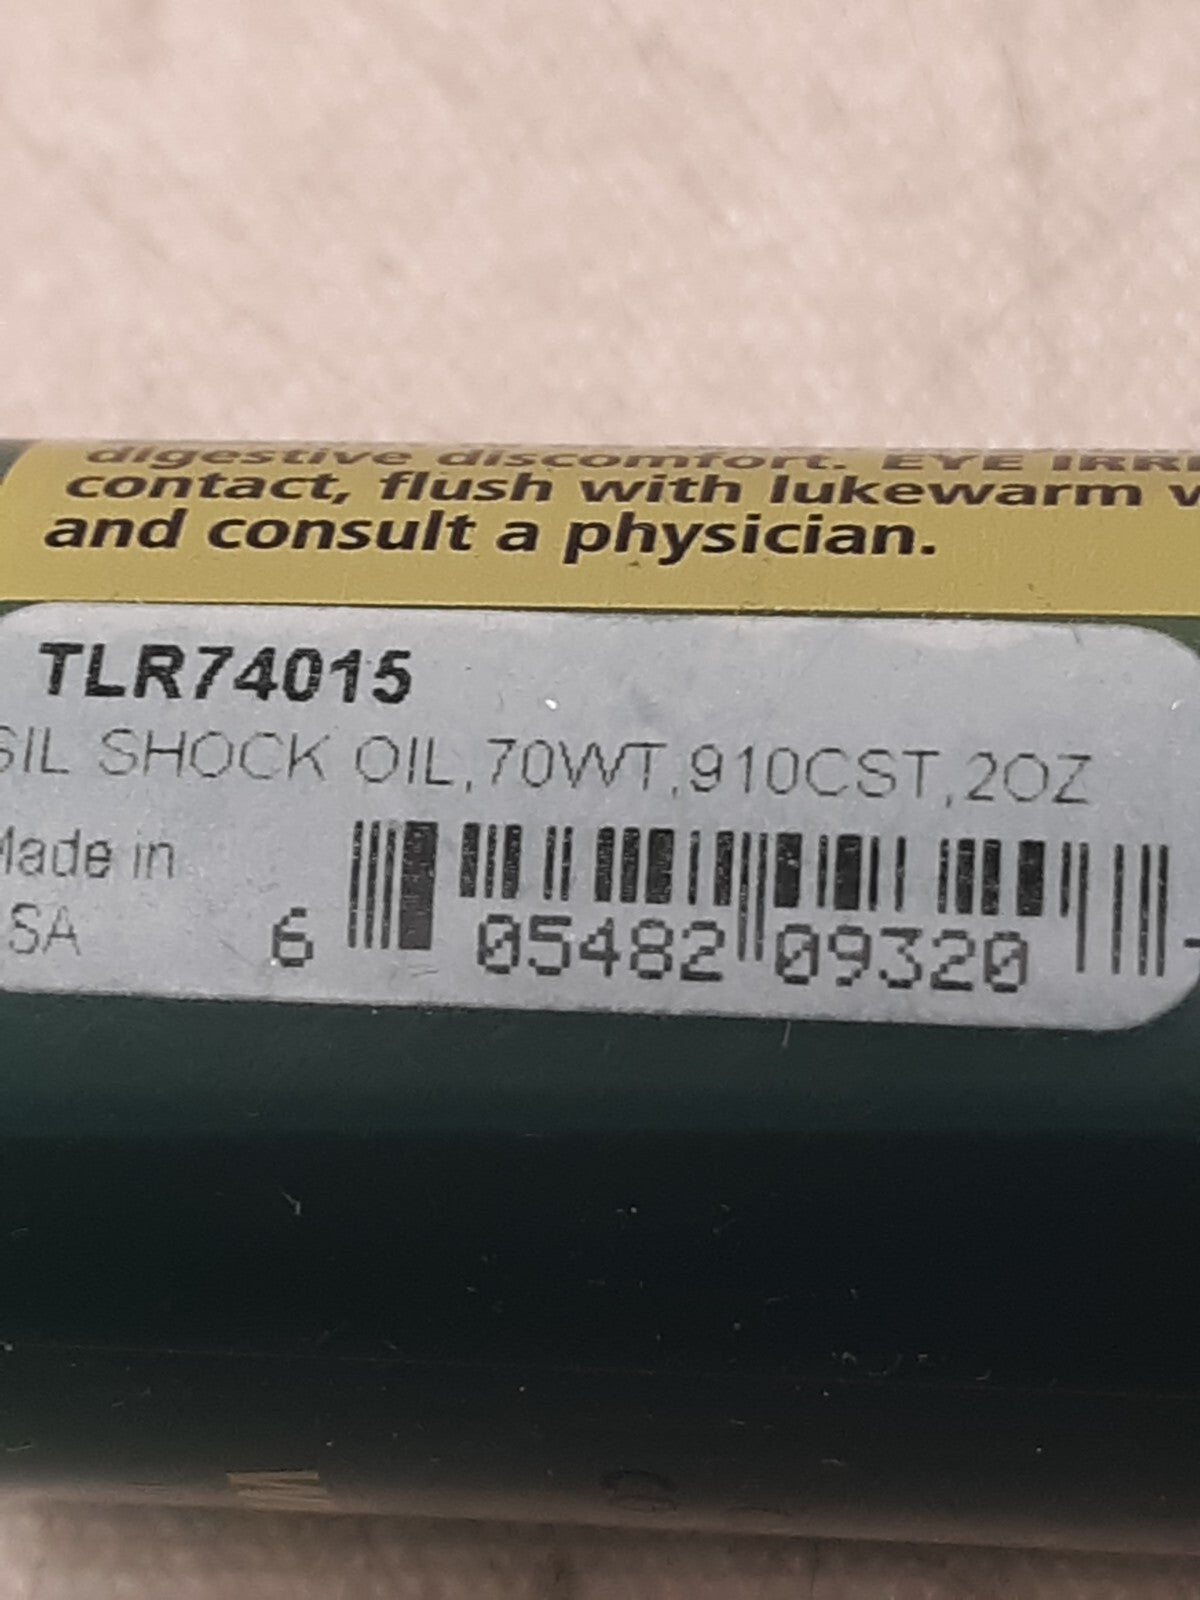 digestive discomfort. EYE IRR
contact, flush with lukewarm w
and consult a physician.
TLR74015
SIL SHOCK OIL,70WT,910CST,2OZ
Made in
SA
6 05482 09320